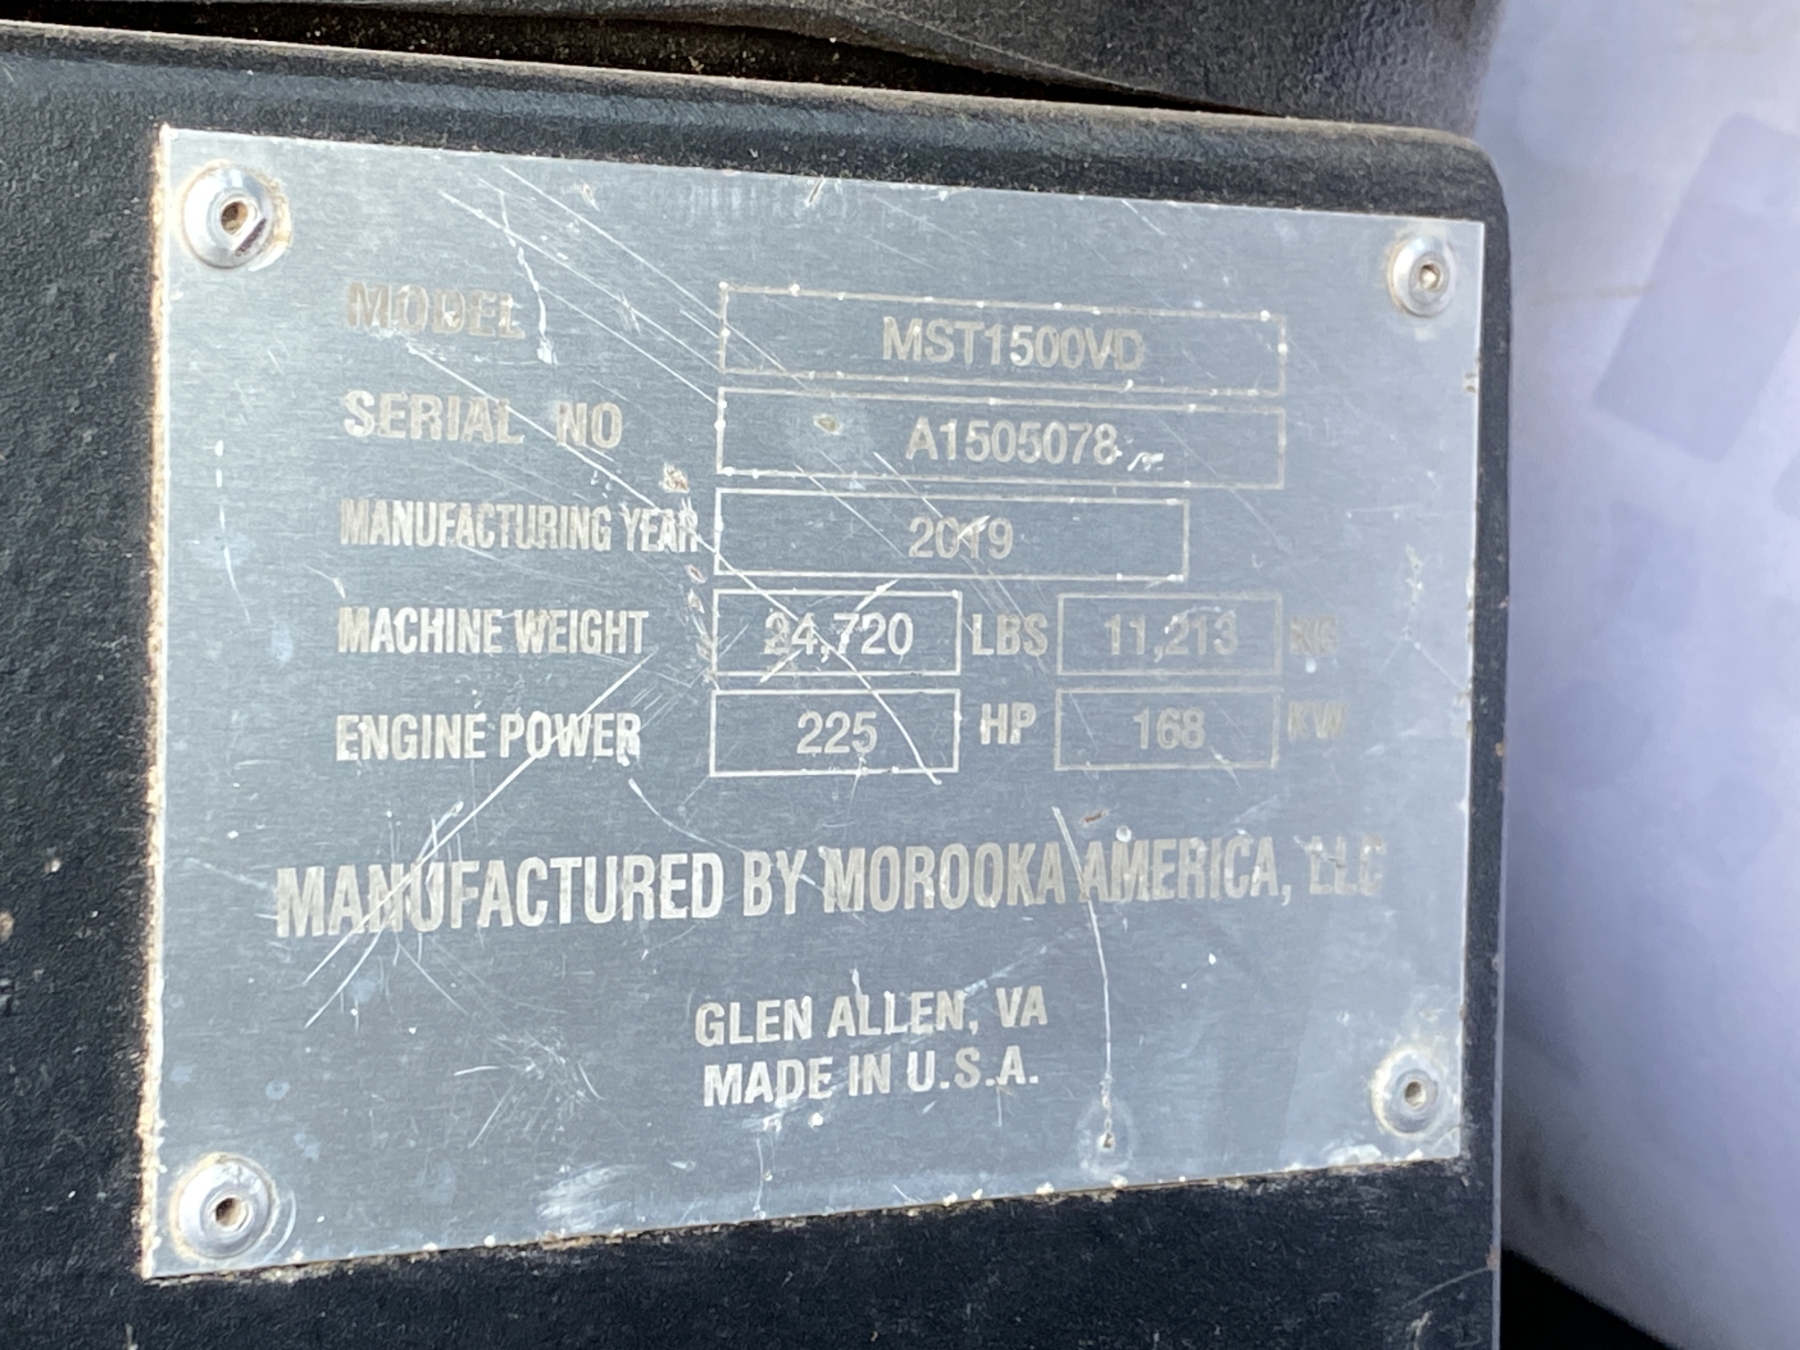 MODEL MST1500VD
SERIAL NO A1505078
MANUFACTURING YEAR 2019
MACHINE WEIGHT 24,720 LBS 11,213 KG
ENGINE POWER 225 HP 168 KW
MANUFACTURED BY MOROOKA AMERICA, LLC
GLEN ALLEN, VA
MADE IN U.S.A.